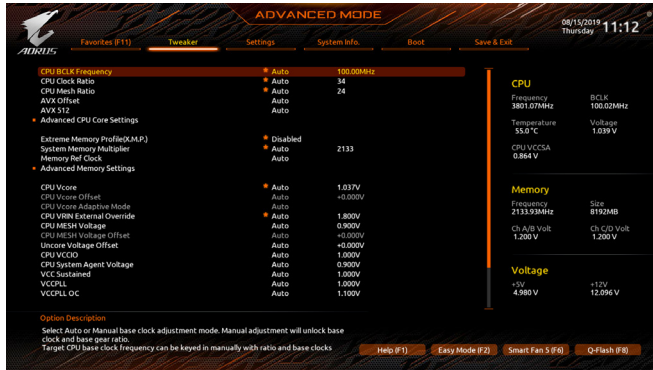 ADVANCED MODE
08/15/2019 Thursday 11:12
AORUS
Favorites (F11) Tweaker Settings System Info. Boot Save & Exit
CPU BCLK Frequency Auto 100.00MHz
CPU Clock Ratio Auto 34
CPU Mesh Ratio Auto 24
AVX Offset Auto
AVX 512 Auto
Advanced CPU Core Settings
Extreme Memory Profile(X.M.P.) Disabled
System Memory Multiplier Auto 2133
Memory Ref Clock Auto
Advanced Memory Settings
CPU Vcore Auto 1.037V
CPU Vcore Offset Auto +0.000V
CPU Vcore Adaptive Mode Auto
CPU VRIN External Override Auto 1.800V
CPU MESH Voltage Auto 0.900V
CPU MESH Voltage Offset Auto +0.000V
Uncore Voltage Offset Auto +0.000V
CPU VCCIO Auto 1.000V
CPU System Agent Voltage Auto 0.900V
VCC Sustained Auto 1.000V
VCCPLL Auto 1.000V
VCCPLL OC Auto 1.100V
CPU
Frequency BCLK
3801.07MHz 100.02MHz
Temperature Voltage
55.0 °C 1.039 V
CPU VCCSA
0.864 V
Memory
Frequency Size
2133.93MHz 8192MB
Ch A/B Volt Ch C/D Volt
1.200 V 1.200 V
Voltage
+5V +12V
4.980 V 12.096 V
Option Description
Select Auto or Manual base clock adjustment mode. Manual adjustment will unlock base
clock and base gear ratio.
Target CPU base clock frequency can be keyed in manually with ratio and base clocks
Help (F1) Easy Mode (F2) Smart Fan 5 (F6) Q-Flash (F8)